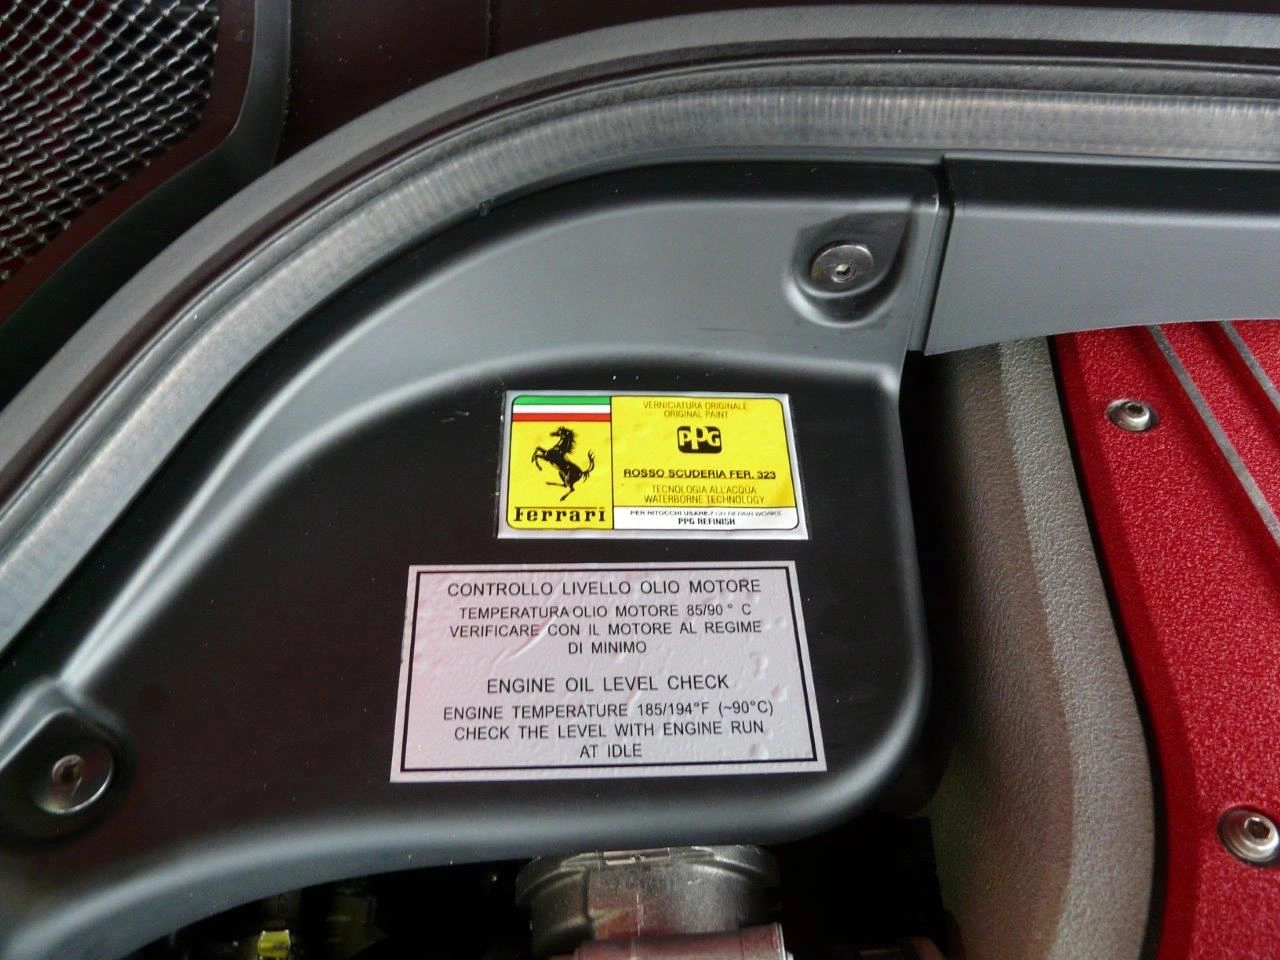 VERNICIATURA ORIGINALE
ORIGINAL PAINT
PPG
ROSSO SCUDERIA FER. 323
TECNOLOGIA ALL'ACQUA
WATERBORNE TECHNOLOGY
Ferrari
PER RITOCCHI USARE/FOR REPAIR WORKS
PPG REFINISH
CONTROLLO LIVELLO OLIO MOTORE
TEMPERATURA OLIO MOTORE 85/90 ° C
VERIFICARE CON IL MOTORE AL REGIME
DI MINIMO
ENGINE OIL LEVEL CHECK
ENGINE TEMPERATURE 185/194°F (~90°C)
CHECK THE LEVEL WITH ENGINE RUN
AT IDLE